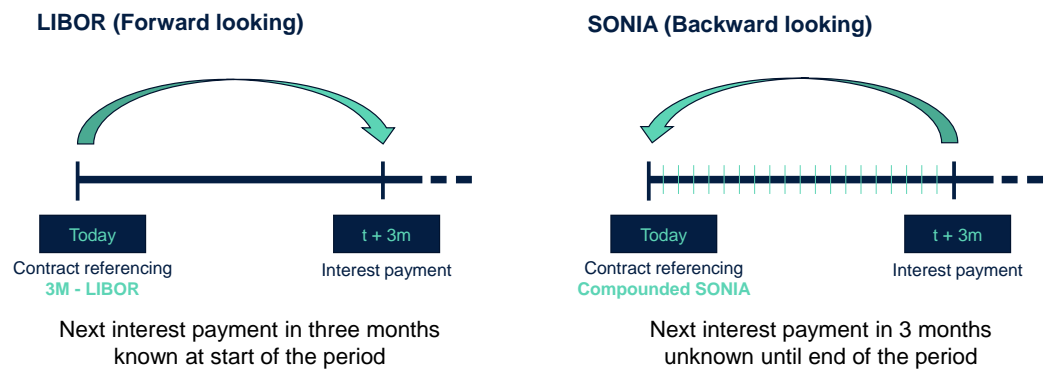 LIBOR (Forward looking)
Today
t + 3m
Contract referencing
3M - LIBOR
Interest payment
Next interest payment in three months
known at start of the period
SONIA (Backward looking)
Today
t + 3m
Contract referencing
Compounded SONIA
Interest payment
Next interest payment in 3 months
unknown until end of the period